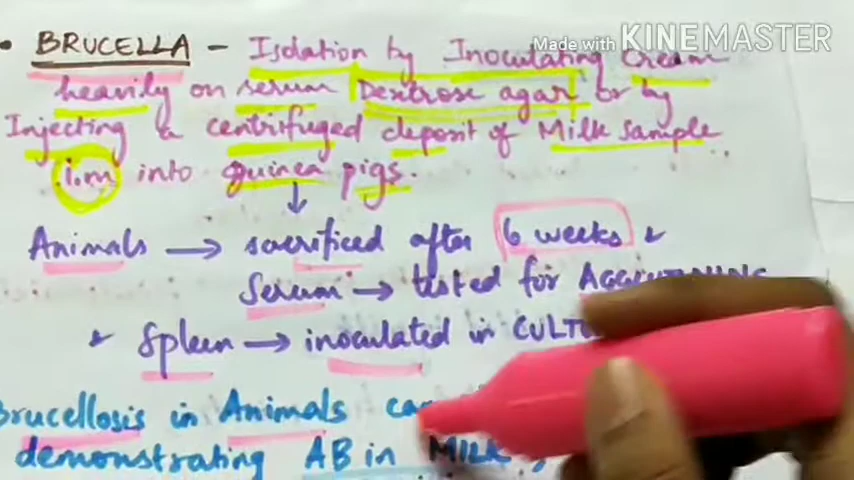 Made with KINEMASTER
• BRUCELLA - Isolation by Inoculating Cream
heavily on serum Dextrose agar or by
Injecting a centrifuged deposit of Milk sample
i.m into guinea pigs.
↓
Animals → sacrificed after 6 weeks &
Serum → tested for
& Spleen → inoculated in
Brucellosis in Animals
demonstrating AB in MILK,